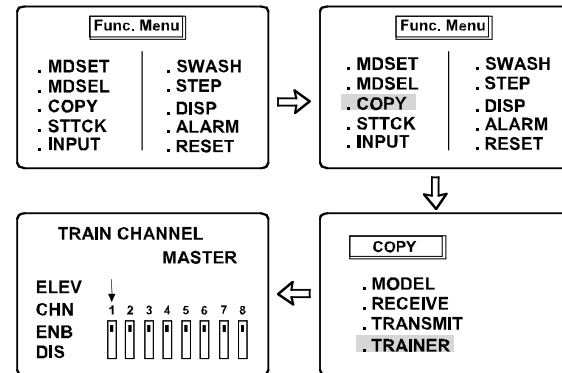 Func. Menu
. MDSET
. MDSEL
. COPY
. STTCK
. INPUT
. SWASH
. STEP
. DISP
. ALARM
. RESET
Func. Menu
. MDSET
. MDSEL
. COPY
. STTCK
. INPUT
. SWASH
. STEP
. DISP
. ALARM
. RESET
COPY
. MODEL
. RECEIVE
. TRANSMIT
. TRAINER
TRAIN CHANNEL
MASTER
ELEV
CHN 1 2 3 4 5 6 7 8
ENB
DIS